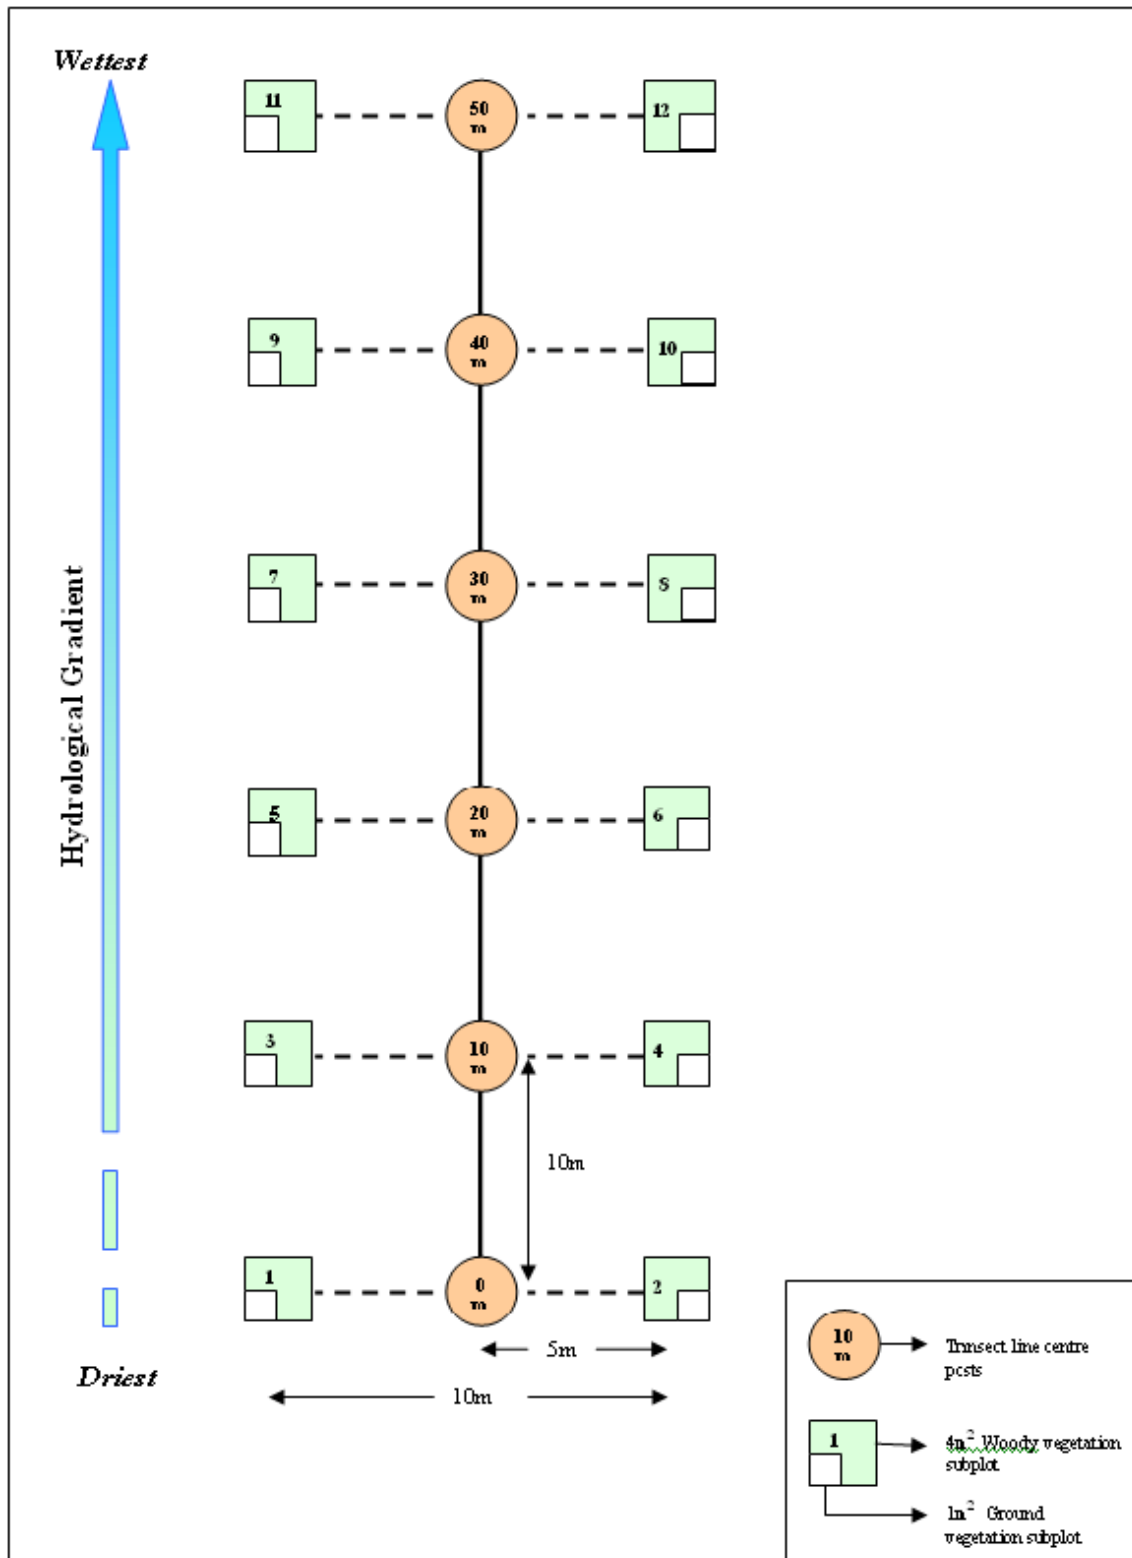 Wettest
11
50
m
12
9
40
m
10
7
30
m
8
Hydrological Gradient
5
20
m
6
3
10
m
4
10m
1
0
m
2
5m
Driest
10m
10
m
Transect line centre
posts
1
4m² Woody vegetation
subplot
1m² Ground
vegetation subplot